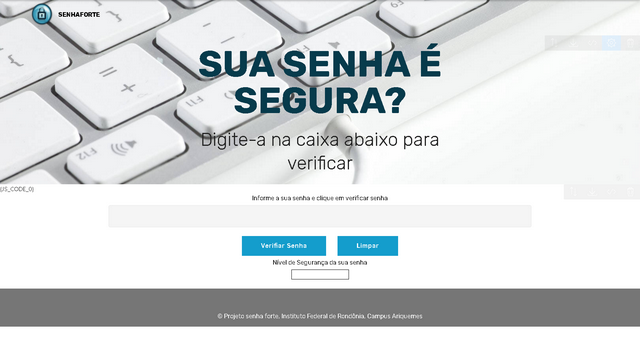 SENHAFORTE
SUA SENHA É
SEGURA?
Digite-a na caixa abaixo para
verificar
[JS_CODE_0]
Informe a sua senha e clique em verificar senha
Verifiar Senha
Limpar
Nível de Segurança da sua senha
© Projeto senha forte. Instituto Federal de Rondônia. Campus Ariquemes